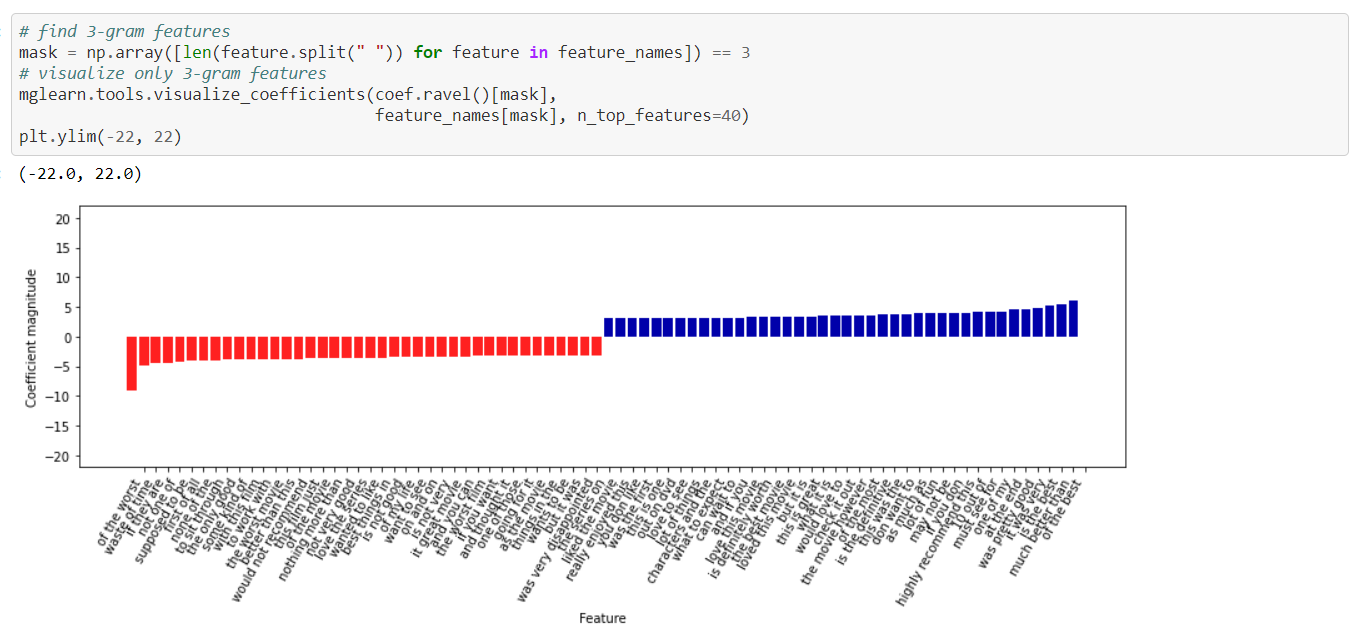 # find 3-gram features
mask = np.array([len(feature.split(" ")) for feature in feature_names]) == 3
# visualize only 3-gram features
mglearn.tools.visualize_coefficients(coef.ravel()[mask],
feature_names[mask], n_top_features=40)
plt.ylim(-22, 22)
(-22.0, 22.0)
20
15
10
5
0
−5
−10
−15
−20
Coefficient magnitude
of the worst
waste of time
if they are
not one of
supposed to be
first of all
not of the
to sit through
the only good
some kind of
with the film
to work with
the worst movie
better than this
would not recommend
this film just
of the movie
nothing more than
not very good
love these series
wanted to like
best things in
is not good
of my life
want to see
on and on
is not very
it great movie
and you can
the worst film
if you want
and thought it
one of those
going for it
as the movie
things in the
want to be
but it was
was very disappointed
the series on
liked the movie
really enjoyed this
you don like
was the first
this is one
out on dvd
lot of things
characters and the
what to expect
can wait to
and if you
love this movie
is definitely worth
the best movie
loved this movie
but it is
this is great
what it to
would love to
check it out
the movie however
of the most
is the definitive
this was the
don want to
as much as
lot of fun
may not be
if you don
highly recommend this
must see for
one of my
at the end
was pretty good
it was very
is the best
much better than
of the best
Feature